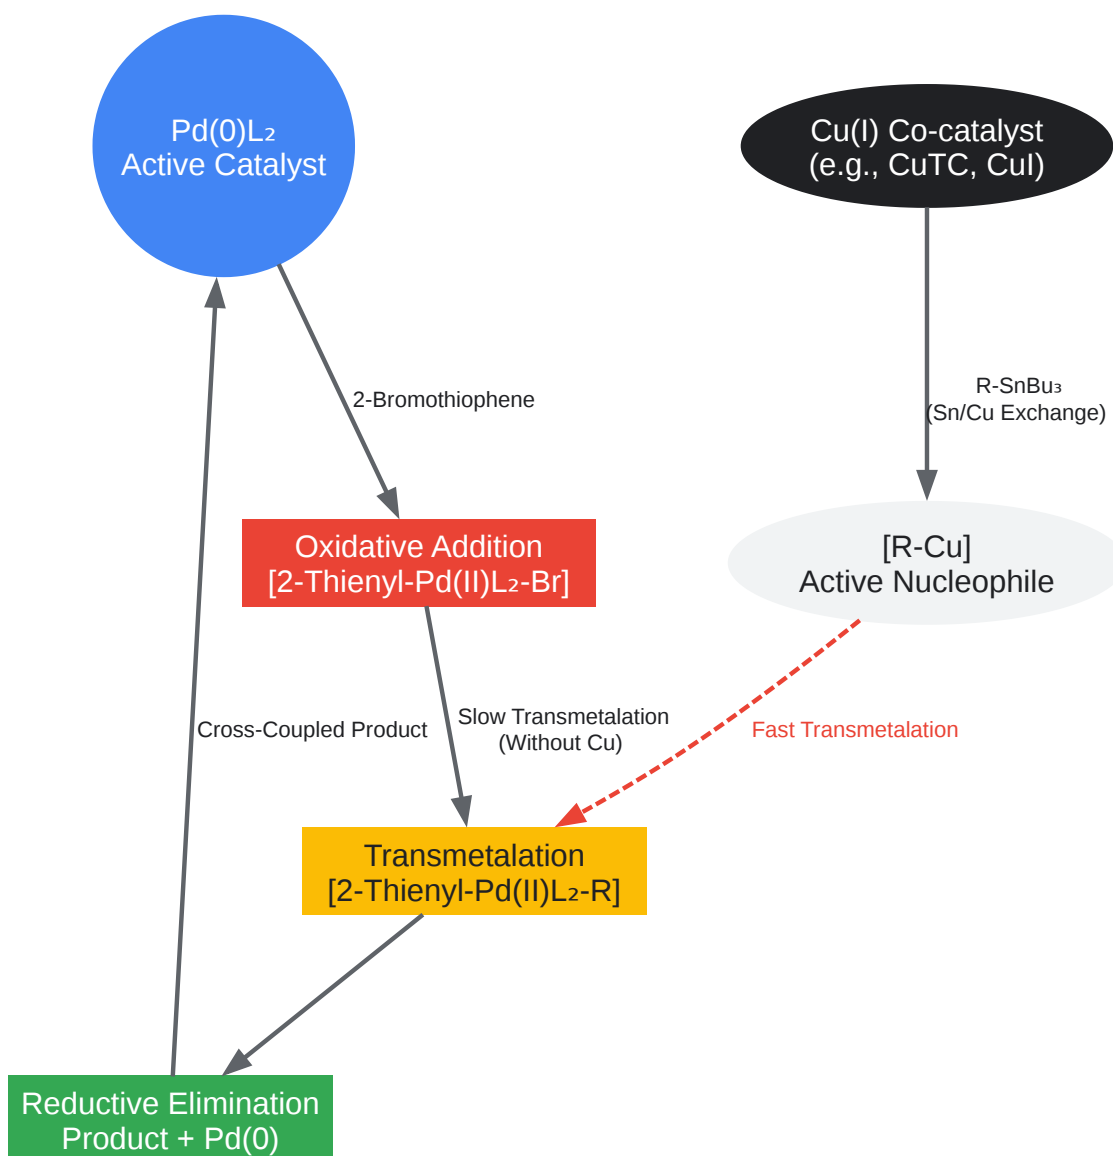 Pd(0)L₂
Active Catalyst
Cu(I) Co-catalyst
(e.g., CuTC, CuI)
2-Bromothiophene
R-SnBu₃
(Sn/Cu Exchange)
Oxidative Addition
[2-Thienyl-Pd(II)L₂-Br]
[R-Cu]
Active Nucleophile
Cross-Coupled Product
Slow Transmetalation
(Without Cu)
Fast Transmetalation
Transmetalation
[2-Thienyl-Pd(II)L₂-R]
Reductive Elimination
Product + Pd(0)